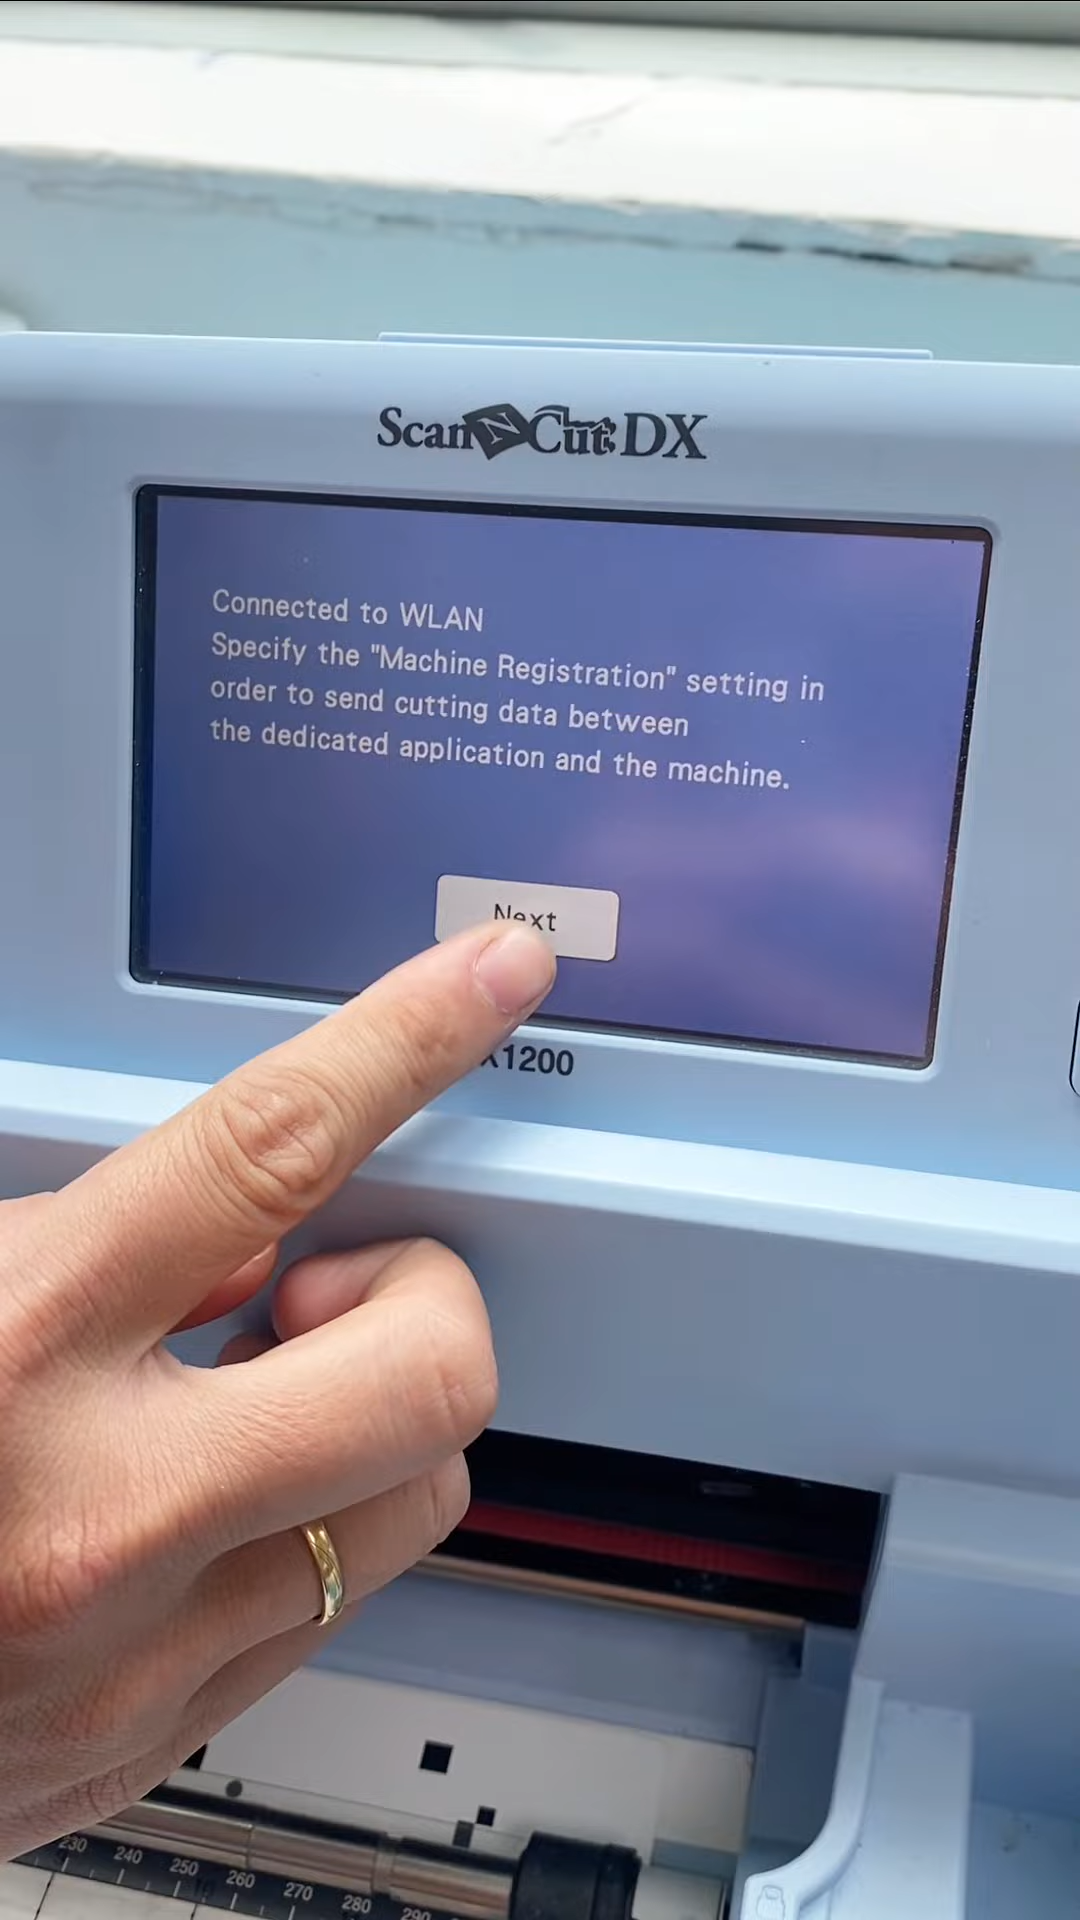 ScanNCut DX
Connected to WLAN
Specify the "Machine Registration" setting in
order to send cutting data between
the dedicated application and the machine.
Next
X1200
230 240 250 260 270 280 290